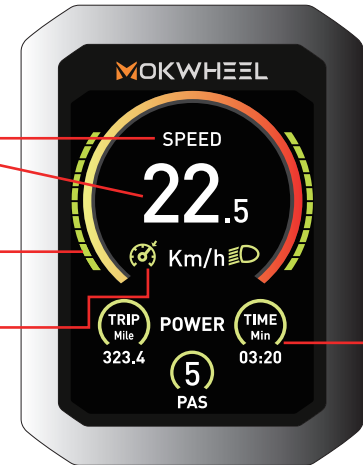 MOKWHEEL
SPEED
22.5
Km/h
TRIP
Mile
323.4
POWER
TIME
Min
03:20
5
PAS